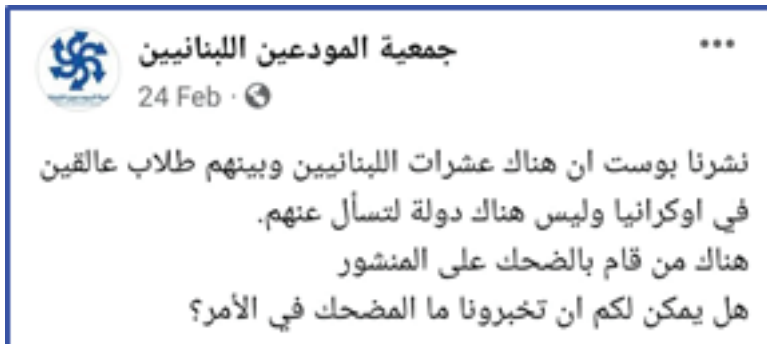 جمعية المودعين اللبنانيين
24 Feb ·
نشرنا بوست ان هناك عشرات اللبنانيين وبينهم طلاب عالقين
في اوكرانيا وليس هناك دولة لتسأل عنهم.
هناك من قام بالضحك على المنشور
هل يمكن لكم ان تخبرونا ما المضحك في الأمر؟